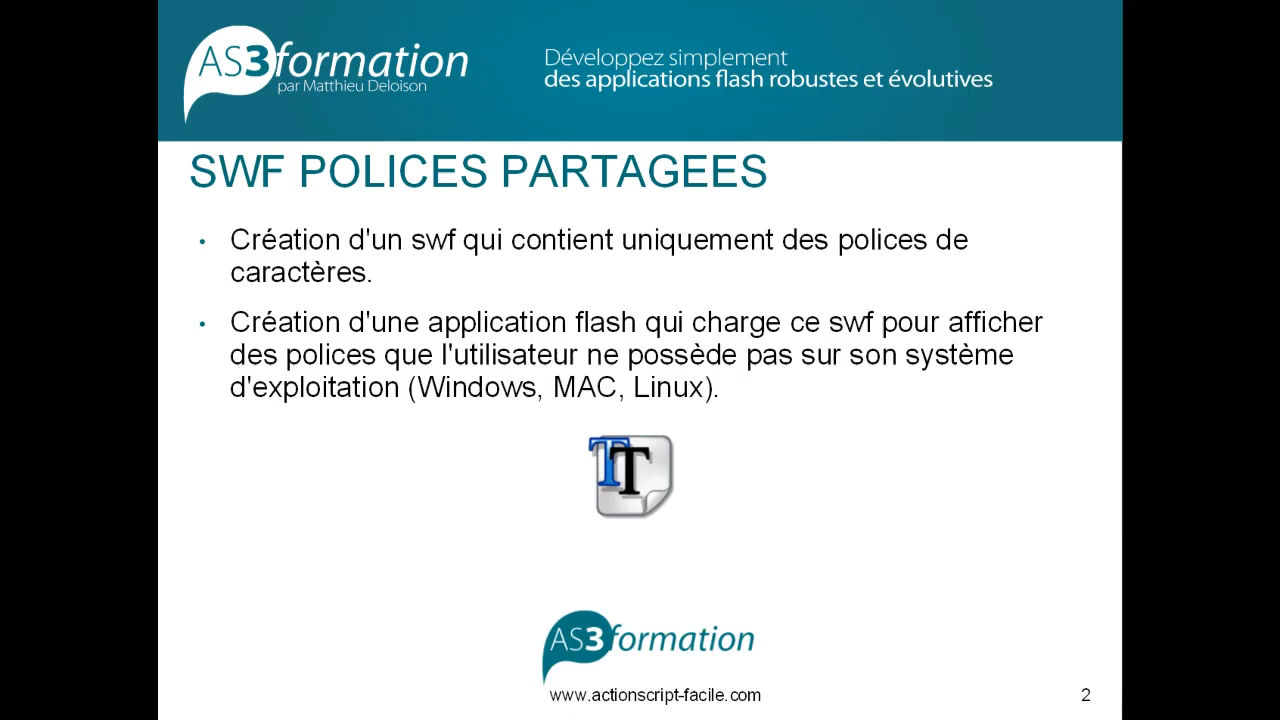 AS3formation
par Matthieu Deloison
Développez simplement
des applications flash robustes et évolutives
SWF POLICES PARTAGEES
• Création d'un swf qui contient uniquement des polices de
caractères.
• Création d'une application flash qui charge ce swf pour afficher
des polices que l'utilisateur ne possède pas sur son système
d'exploitation (Windows, MAC, Linux).
TT
AS3formation
www.actionscript-facile.com
2